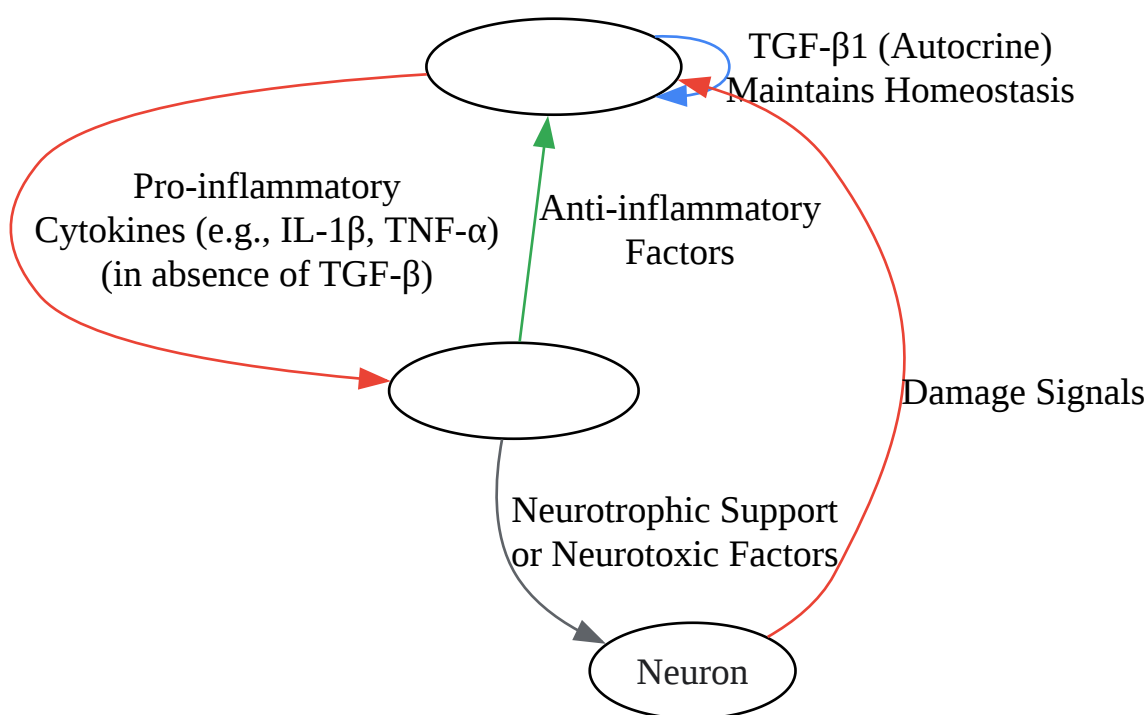 TGF-β1 (Autocrine)
Maintains Homeostasis
Pro-inflammatory
Cytokines (e.g., IL-1β, TNF-α)
(in absence of TGF-β)
Anti-inflammatory
Factors
Damage Signals
Neurotrophic Support
or Neurotoxic Factors
Neuron